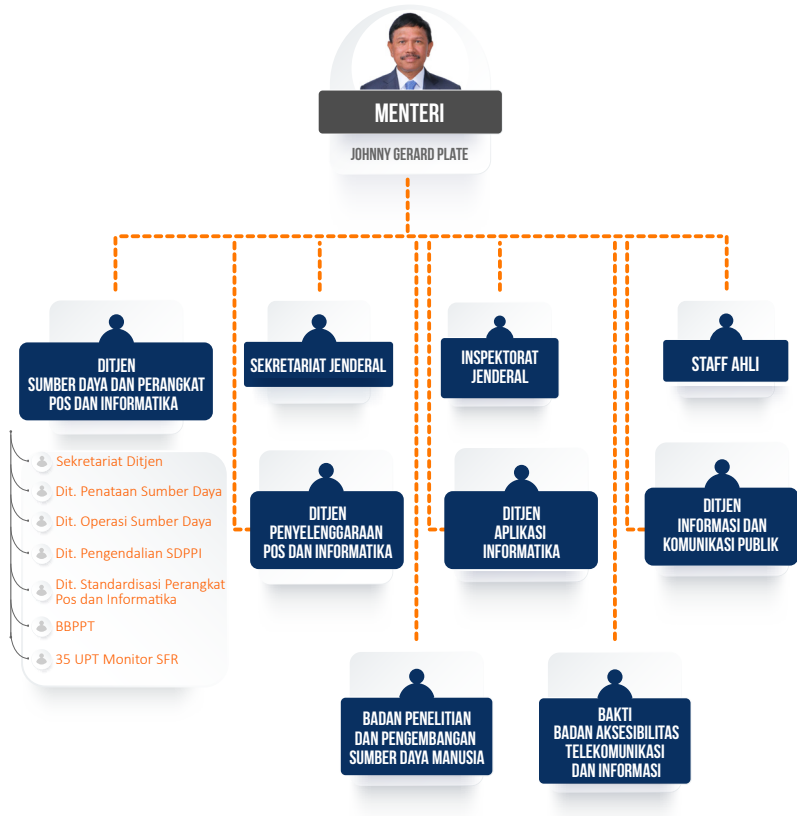 MENTERI
JOHNNY GERARD PLATE
DITJEN
SUMBER DAYA DAN PERANGKAT
POS DAN INFORMATIKA
SEKRETARIAT JENDERAL
INSPEKTORAT
JENDERAL
STAFF AHLI
Sekretariat Ditjen
Dit. Penataan Sumber Daya
Dit. Operasi Sumber Daya
Dit. Pengendalian SDPPI
Dit. Standardisasi Perangkat
Pos dan Informatika
BBPPT
35 UPT Monitor SFR
DITJEN
PENYELENGGARAAN
POS DAN INFORMATIKA
DITJEN
APLIKASI
INFORMATIKA
DITJEN
INFORMASI DAN
KOMUNIKASI PUBLIK
BADAN PENELITIAN
DAN PENGEMBANGAN
SUMBER DAYA MANUSIA
BAKTI
BADAN AKSESIBILITAS
TELEKOMUNIKASI
DAN INFORMASI